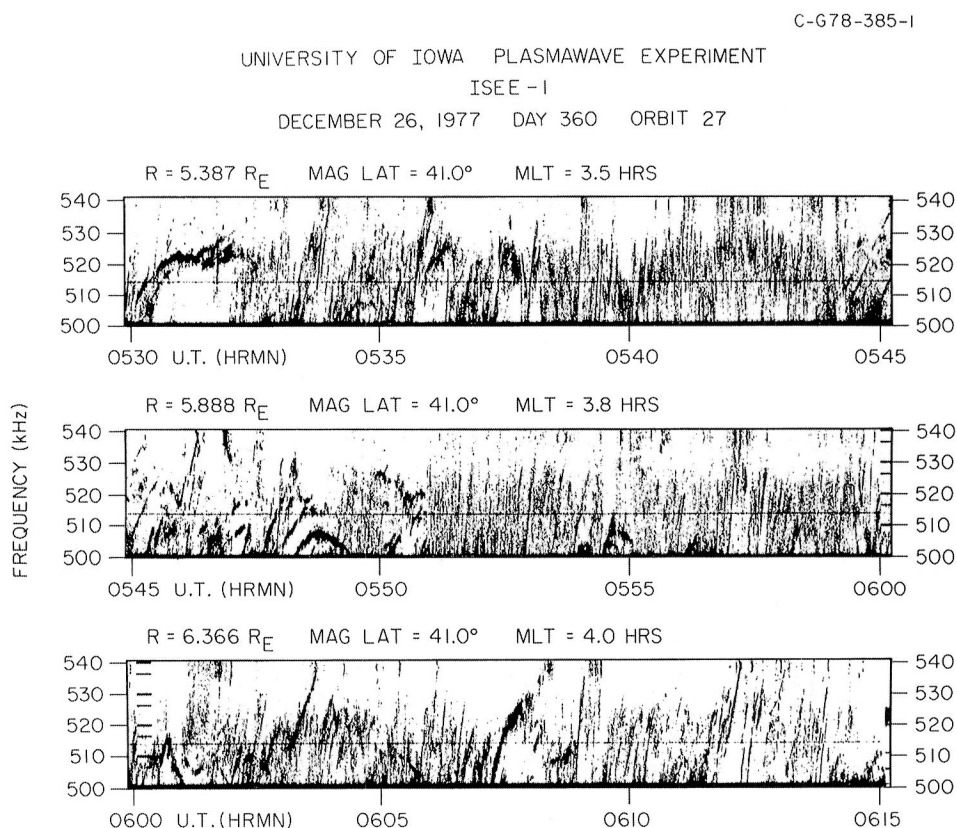 C-G78-385-1
UNIVERSITY OF IOWA PLASMAWAVE EXPERIMENT
ISEE-1
DECEMBER 26, 1977 DAY 360 ORBIT 27
R = 5.387 RE MAG LAT = 41.0° MLT = 3.5 HRS
540 540
530 530
520 520
510 510
500 500
0530 U.T. (HRMN) 0535 0540 0545
R = 5.888 RE MAG LAT = 41.0° MLT = 3.8 HRS
FREQUENCY (kHz)
540 540
530 530
520 520
510 510
500 500
0545 U.T. (HRMN) 0550 0555 0600
R = 6.366 RE MAG LAT = 41.0° MLT = 4.0 HRS
540 540
530 530
520 520
510 510
500 500
0600 U.T. (HRMN) 0605 0610 0615